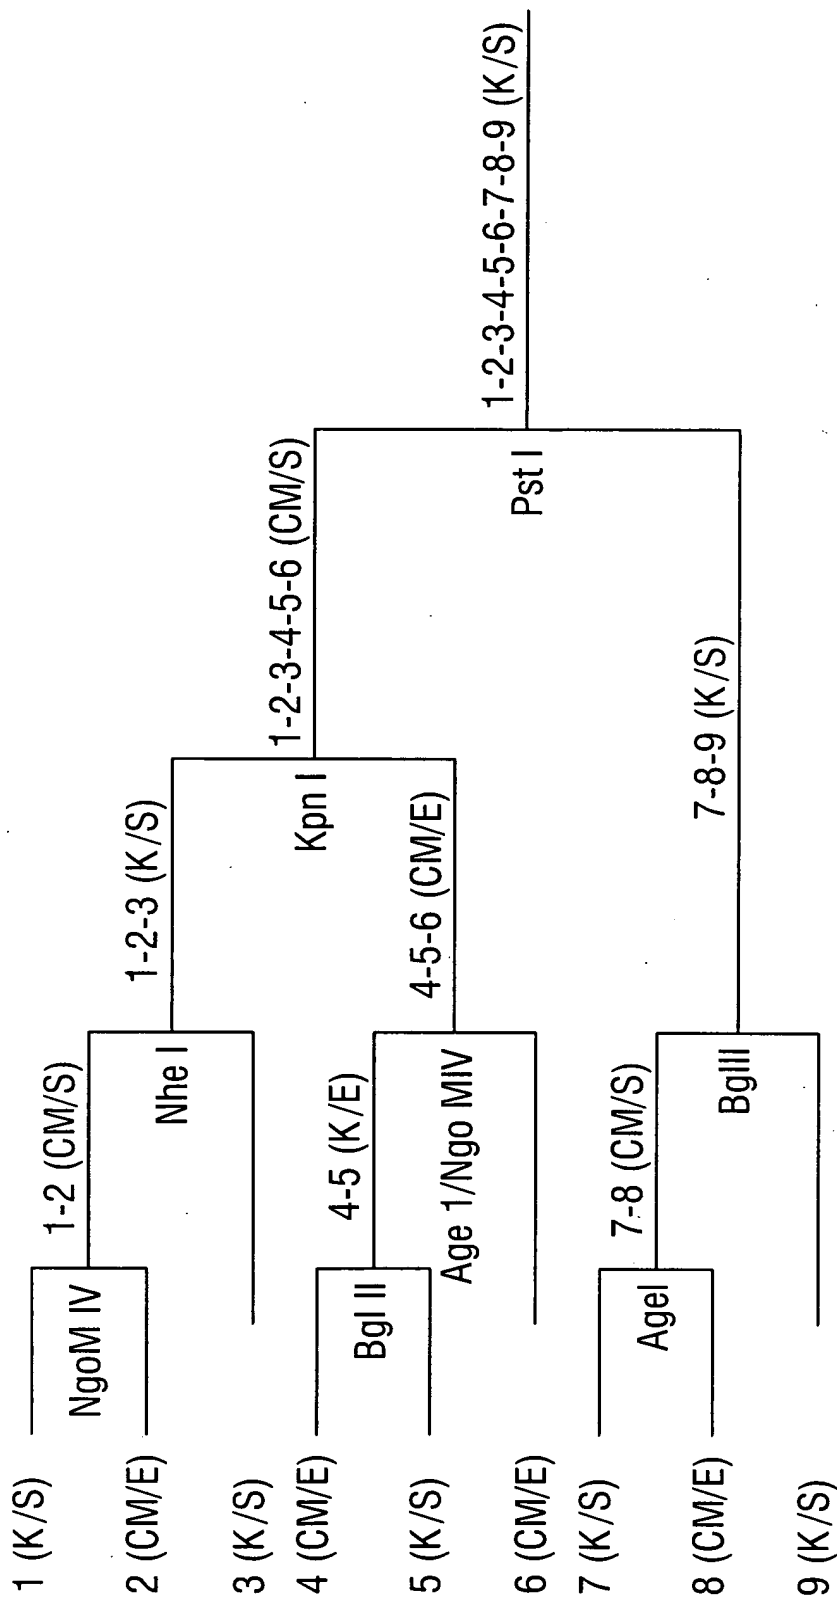 1 (K/S)
2 (CM/E)
3 (K/S)
4 (CM/E)
5 (K/S)
6 (CM/E)
7 (K/S)
8 (CM/E)
9 (K/S)
NgoM IV
Bgl II
AgeI
1-2 (CM/S)
4-5 (K/E)
7-8 (CM/S)
Nhe I
Age 1/Ngo MIV
BglII
1-2-3 (K/S)
4-5-6 (CM/E)
7-8-9 (K/S)
Kpn I
1-2-3-4-5-6 (CM/S)
Pst I
1-2-3-4-5-6-7-8-9 (K/S)